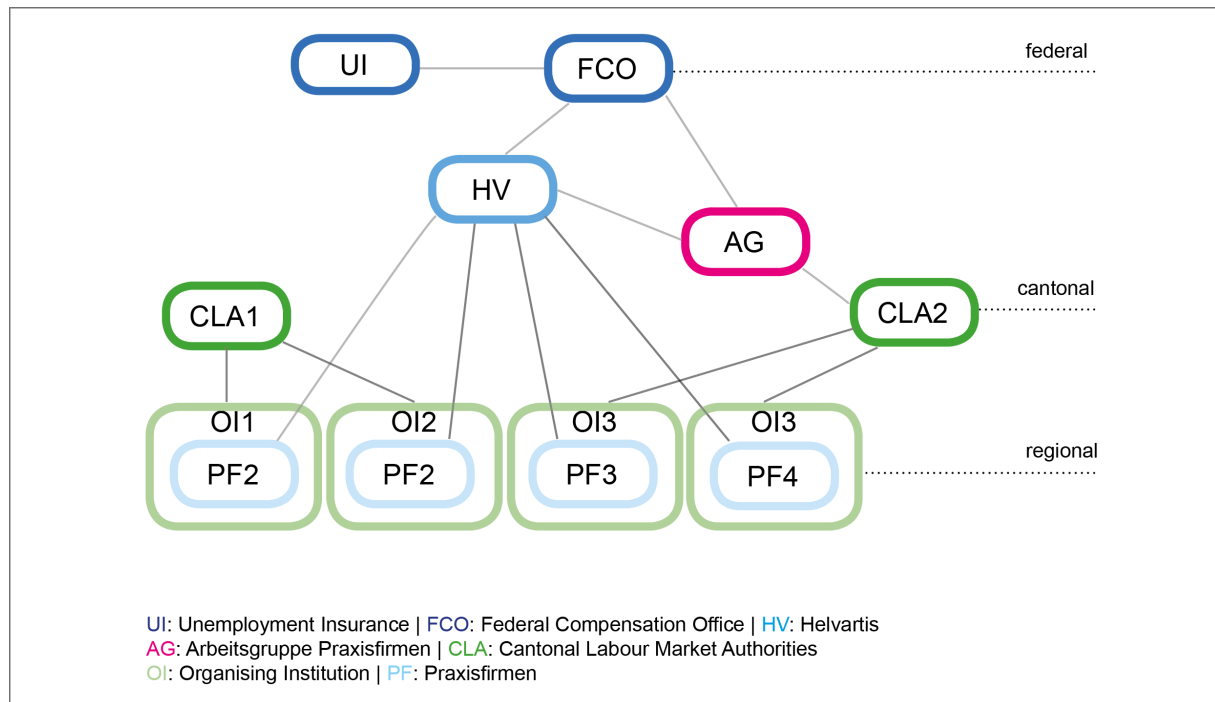 UI
FCO
federal
HV
AG
CLA1
CLA2
cantonal
OI1
OI2
OI3
OI3
PF2
PF2
PF3
PF4
regional
UI: Unemployment Insurance | FCO: Federal Compensation Office | HV: Helvartis
AG: Arbeitsgruppe Praxisfirmen | CLA: Cantonal Labour Market Authorities
OI: Organising Institution | PF: Praxisfirmen